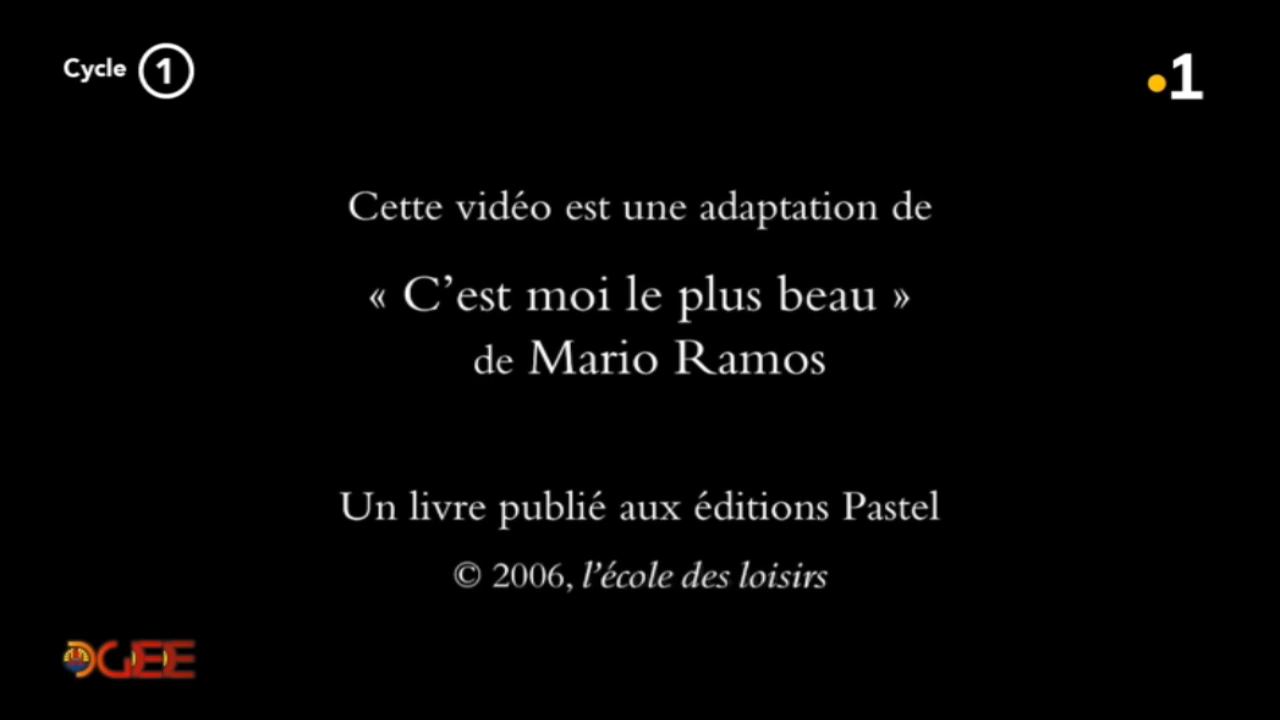 Cycle 1
1
Cette vidéo est une adaptation de
« C’est moi le plus beau »
de Mario Ramos
Un livre publié aux éditions Pastel
© 2006, l’école des loisirs
DGEE